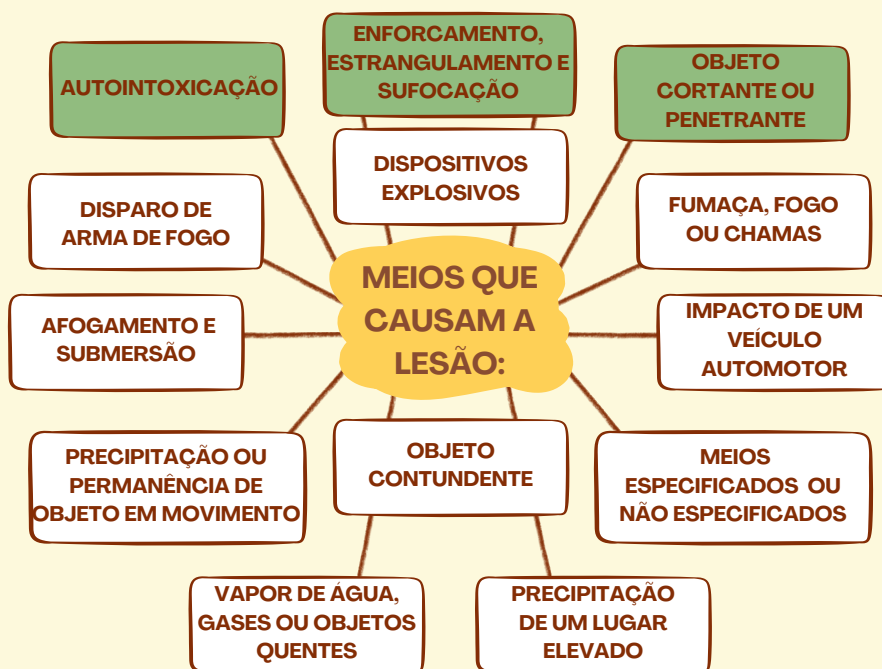 ENFORCAMENTO,
ESTRANGULAMENTO E
SUFOCAÇÃO
AUTOINTOXICAÇÃO
OBJETO
CORTANTE OU
PENETRANTE
DISPOSITIVOS
EXPLOSIVOS
DISPARO DE
ARMA DE FOGO
FUMAÇA, FOGO
OU CHAMAS
MEIOS QUE
CAUSAM A
LESÃO:
AFOGAMENTO E
SUBMERSÃO
IMPACTO DE UM
VEÍCULO
AUTOMOTOR
PRECIPITAÇÃO OU
PERMANÊNCIA DE
OBJETO EM MOVIMENTO
OBJETO
CONTUNDENTE
MEIOS
ESPECIFICADOS OU
NÃO ESPECIFICADOS
VAPOR DE ÁGUA,
GASES OU OBJETOS
QUENTES
PRECIPITAÇÃO
DE UM LUGAR
ELEVADO